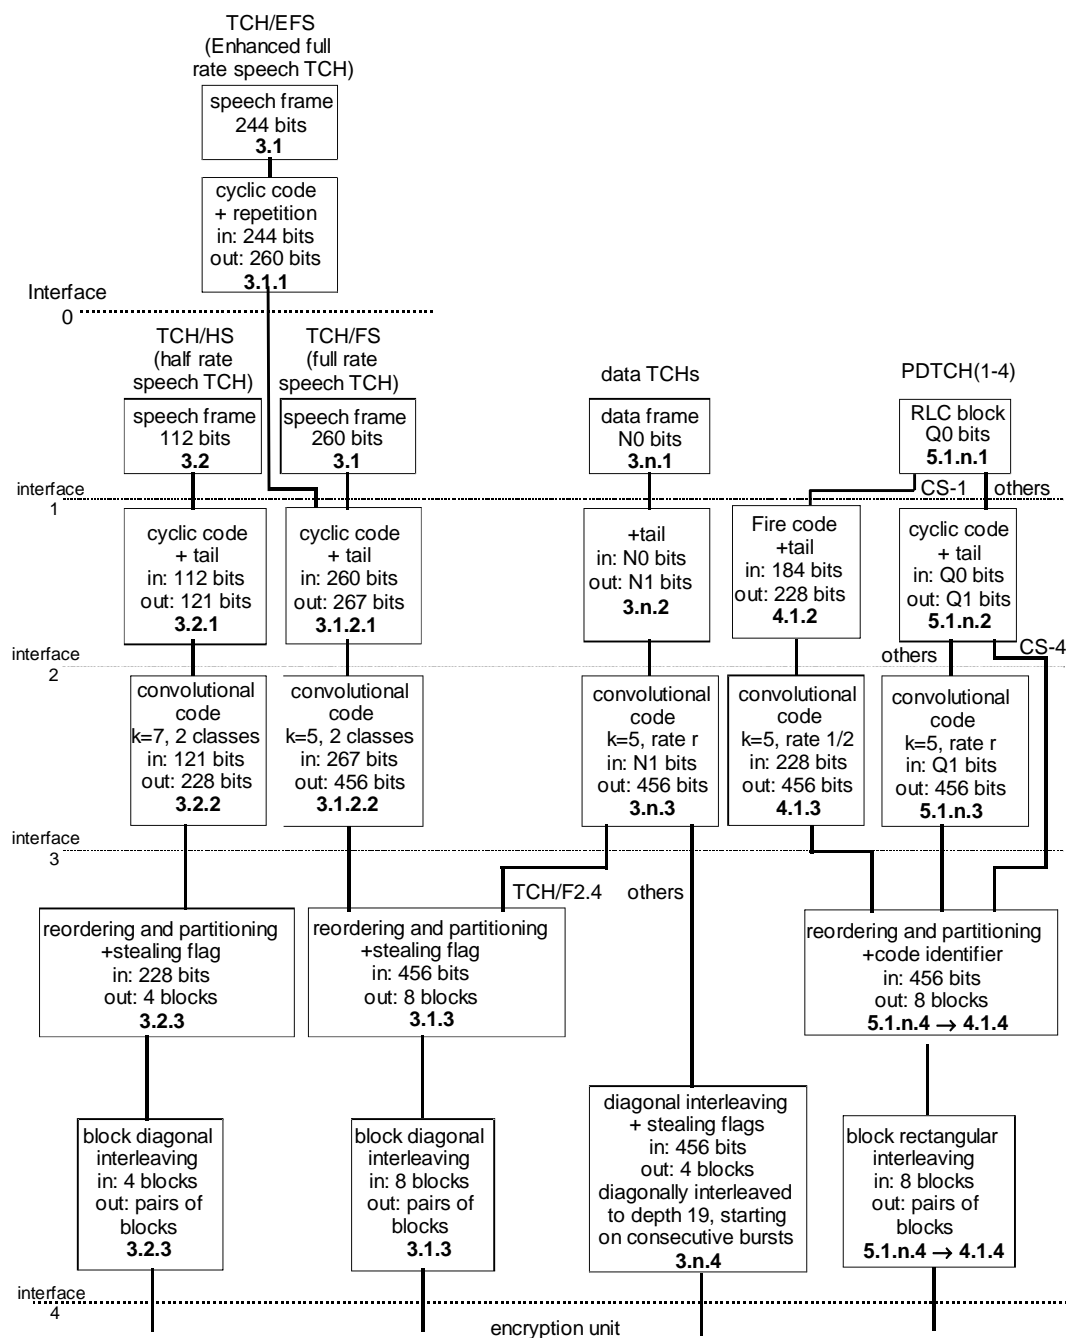 TCH/EFS
(Enhanced full
rate speech TCH)
speech frame
244 bits
3.1
cyclic code
+ repetition
in: 244 bits
out: 260 bits
3.1.1
Interface
0
TCH/HS
(half rate
speech TCH)
TCH/FS
(full rate
speech TCH)
data TCHs
PDTCH(1-4)
speech frame
112 bits
3.2
speech frame
260 bits
3.1
data frame
N0 bits
3.n.1
RLC block
Q0 bits
5.1.n.1
interface
1
CS-1
others
cyclic code
+ tail
in: 112 bits
out: 121 bits
3.2.1
cyclic code
+ tail
in: 260 bits
out: 267 bits
3.1.2.1
+tail
in: N0 bits
out: N1 bits
3.n.2
Fire code
+tail
in: 184 bits
out: 228 bits
4.1.2
cyclic code
+ tail
in: Q0 bits
out: Q1 bits
5.1.n.2
interface
2
others
CS-4
convolutional
code
k=7, 2 classes
in: 121 bits
out: 228 bits
3.2.2
convolutional
code
k=5, 2 classes
in: 267 bits
out: 456 bits
3.1.2.2
convolutional
code
k=5, rate r
in: N1 bits
out: 456 bits
3.n.3
convolutional
code
k=5, rate 1/2
in: 228 bits
out: 456 bits
4.1.3
convolutional
code
k=5, rate r
in: Q1 bits
out: 456 bits
5.1.n.3
interface
3
TCH/F2.4
others
reordering and partitioning
+stealing flag
in: 228 bits
out: 4 blocks
3.2.3
reordering and partitioning
+stealing flag
in: 456 bits
out: 8 blocks
3.1.3
reordering and partitioning
+code identifier
in: 456 bits
out: 8 blocks
5.1.n.4 → 4.1.4
block diagonal
interleaving
in: 4 blocks
out: pairs of
blocks
3.2.3
block diagonal
interleaving
in: 8 blocks
out: pairs of
blocks
3.1.3
diagonal interleaving
+ stealing flags
in: 456 bits
out: 4 blocks
diagonally interleaved
to depth 19, starting
on consecutive bursts
3.n.4
block rectangular
interleaving
in: 8 blocks
out: pairs of
blocks
5.1.n.4 → 4.1.4
interface
4
encryption unit